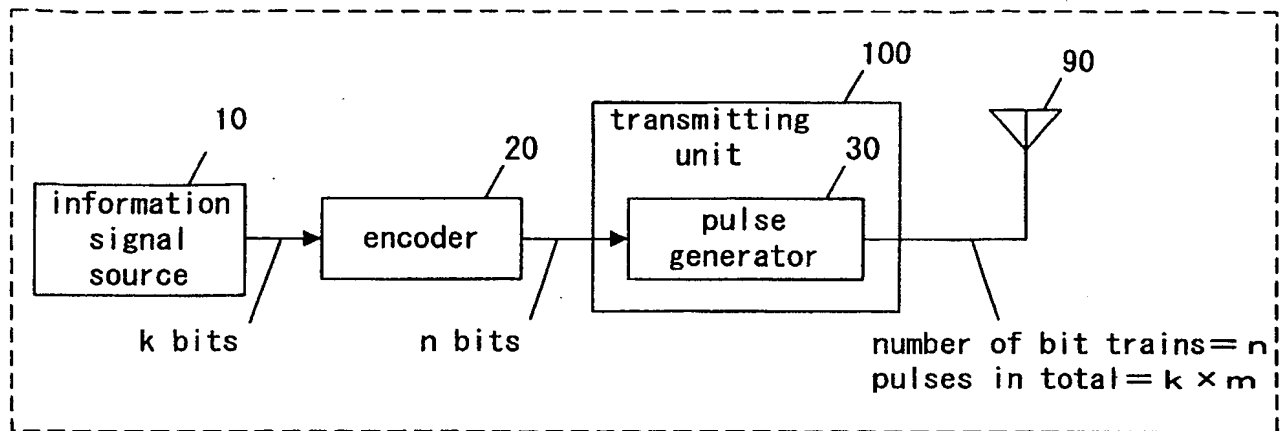 100
90
10
20
transmitting
unit
30
information
signal
source
encoder
pulse
generator
k bits
n bits
number of bit trains=n
pulses in total=k×m